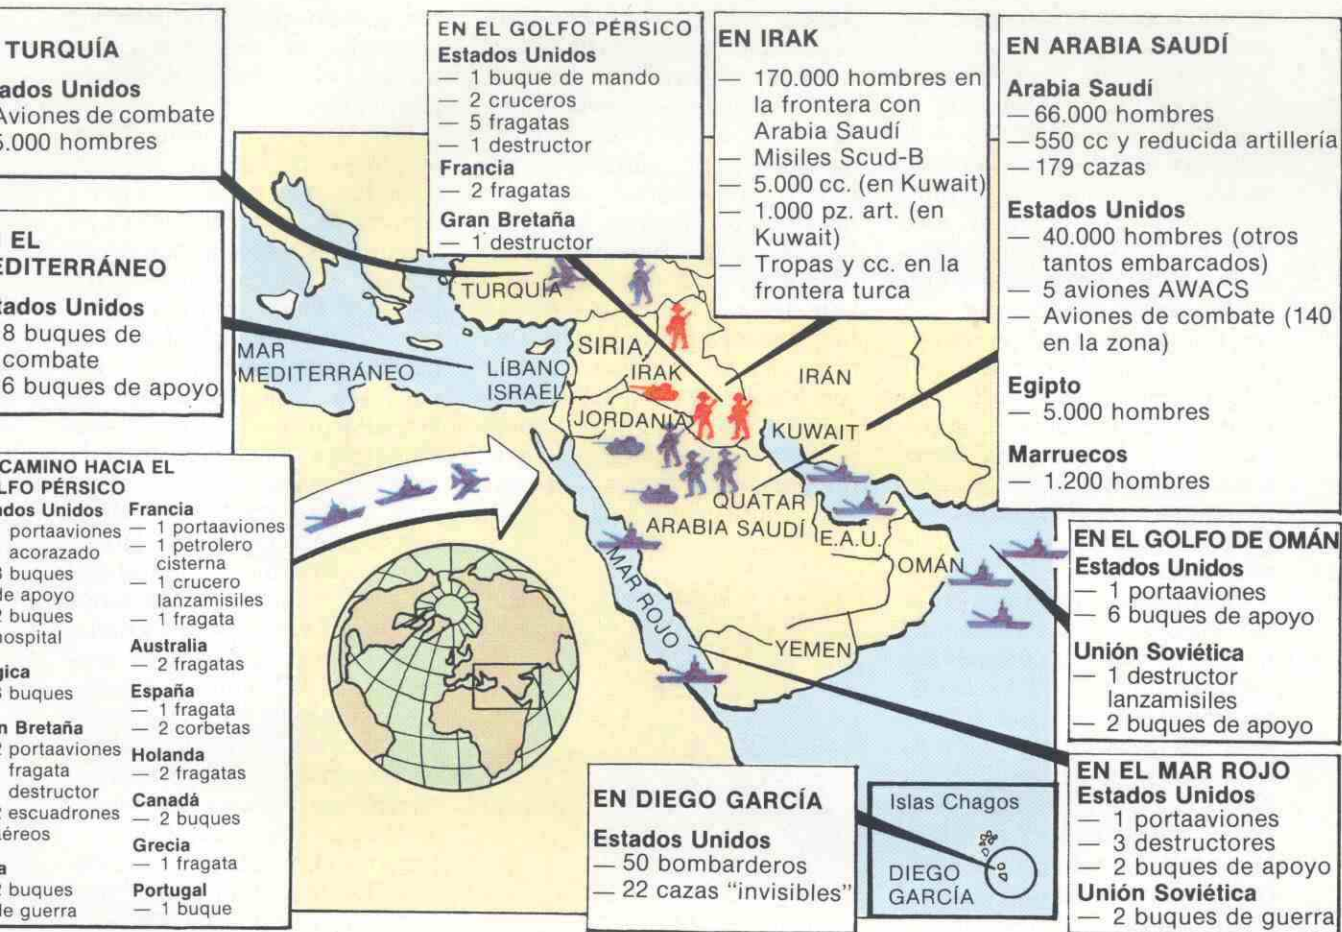 TURQUÍA
ados Unidos
Aviones de combate
5.000 hombres
EN EL GOLFO PÉRSICO
Estados Unidos
— 1 buque de mando
— 2 cruceros
— 5 fragatas
— 1 destructor
Francia
— 2 fragatas
Gran Bretaña
— 1 destructor
EN IRAK
— 170.000 hombres en
la frontera con
Arabia Saudí
— Misiles Scud-B
— 5.000 cc. (en Kuwait)
— 1.000 pz. art. (en
Kuwait)
— Tropas y cc. en la
frontera turca
EN ARABIA SAUDÍ
Arabia Saudí
— 66.000 hombres
— 550 cc y reducida artillería
— 179 cazas
Estados Unidos
— 40.000 hombres (otros
tantos embarcados)
— 5 aviones AWACS
— Aviones de combate (140
en la zona)
Egipto
— 5.000 hombres
Marruecos
— 1.200 hombres
EL
EDITERRÁNEO
tados Unidos
8 buques de
combate
6 buques de apoyo
TURQUÍA
MAR
MEDITERRÁNEO
LÍBANO
ISRAEL
SIRIA
IRAK
IRÁN
JORDANIA
KUWAIT
QUÁTAR
ARABIA SAUDÍ
E.A.U.
OMÁN
MAR ROJO
YEMEN
CAMINO HACIA EL
LFO PÉRSICO
ados Unidos
portaaviones
acorazado
buques
de apoyo
2 buques
hospital
gica
3 buques
n Bretaña
2 portaaviones
fragata
destructor
2 escuadrones
aéreos
a
2 buques
de guerra
Francia
— 1 portaaviones
— 1 petrolero
cisterna
— 1 crucero
lanzamisiles
— 1 fragata
Australia
— 2 fragatas
España
— 1 fragata
— 2 corbetas
Holanda
— 2 fragatas
Canadá
— 2 buques
Grecia
— 1 fragata
Portugal
— 1 buque
EN EL GOLFO DE OMÁN
Estados Unidos
— 1 portaaviones
— 6 buques de apoyo
Unión Soviética
— 1 destructor
lanzamisiles
— 2 buques de apoyo
EN DIEGO GARCÍA
Estados Unidos
— 50 bombarderos
— 22 cazas “invisibles”
Islas Chagos
DIEGO
GARCÍA
EN EL MAR ROJO
Estados Unidos
— 1 portaaviones
— 3 destructores
— 2 buques de apoyo
Unión Soviética
— 2 buques de guerra